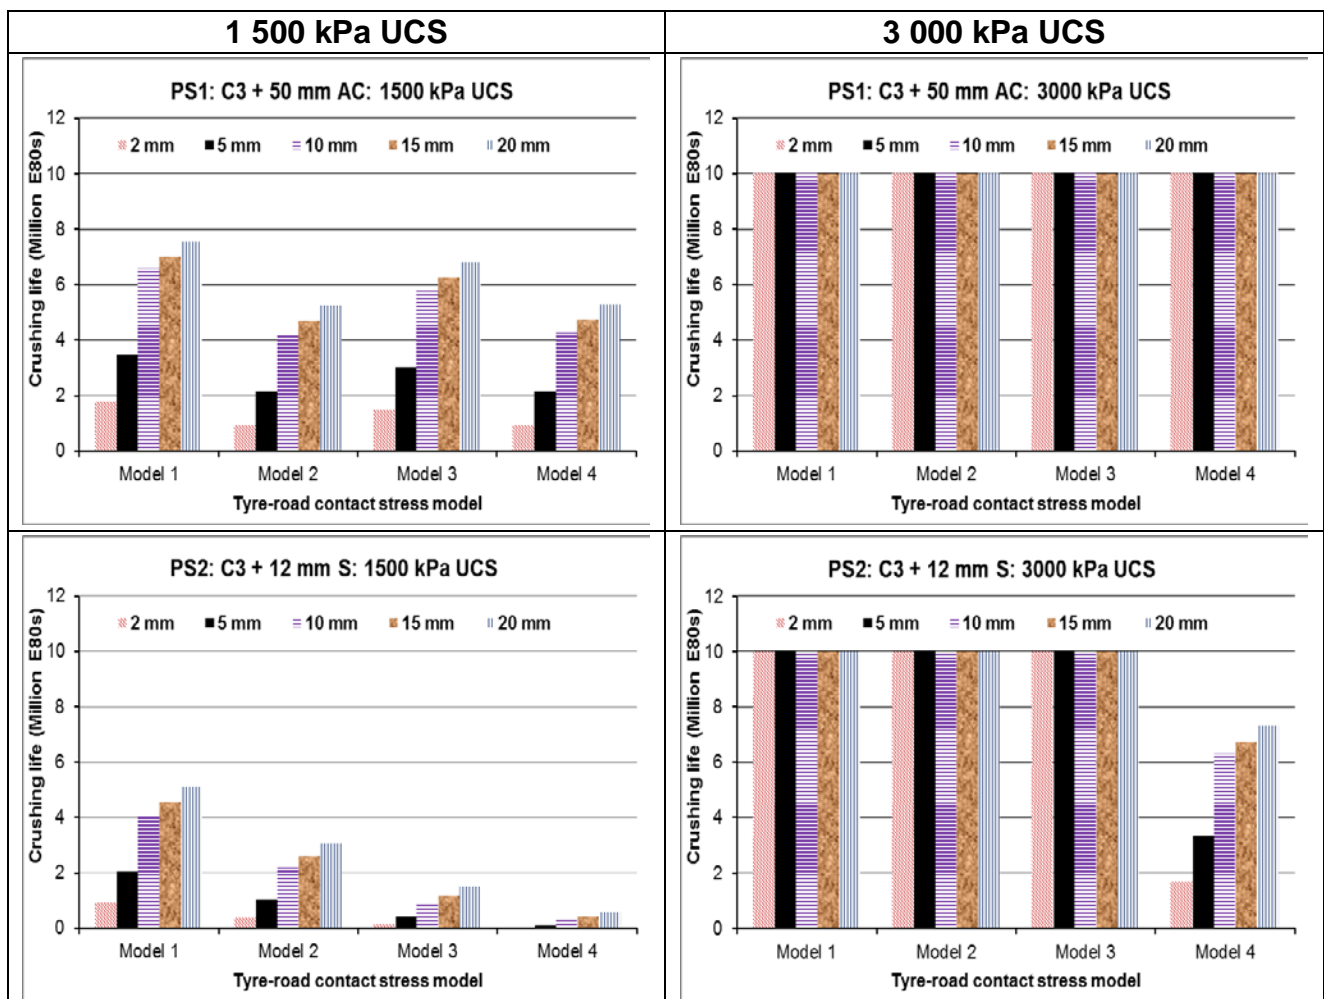 1 500 kPa UCS
3 000 kPa UCS
PS1: C3 + 50 mm AC: 1500 kPa UCS
Crushing life (Million E80s)
12
10
8
6
4
2
0
2 mm 5 mm 10 mm 15 mm 20 mm
Model 1 Model 2 Model 3 Model 4
Tyre-road contact stress model
PS1: C3 + 50 mm AC: 3000 kPa UCS
Crushing life (Million E80s)
12
10
8
6
4
2
0
2 mm 5 mm 10 mm 15 mm 20 mm
Model 1 Model 2 Model 3 Model 4
Tyre-road contact stress model
PS2: C3 + 12 mm S: 1500 kPa UCS
Crushing life (Million E80s)
12
10
8
6
4
2
0
2 mm 5 mm 10 mm 15 mm 20 mm
Model 1 Model 2 Model 3 Model 4
Tyre-road contact stress model
PS2: C3 + 12 mm S: 3000 kPa UCS
Crushing life (Million E80s)
12
10
8
6
4
2
0
2 mm 5 mm 10 mm 15 mm 20 mm
Model 1 Model 2 Model 3 Model 4
Tyre-road contact stress model